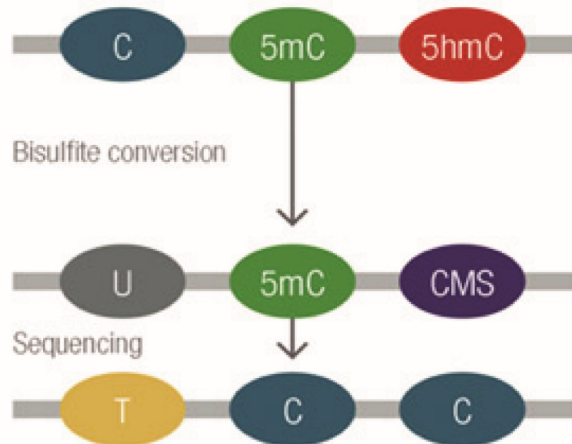 C 5mC 5hmC
Bisulfite conversion
U 5mC CMS
Sequencing
T C C